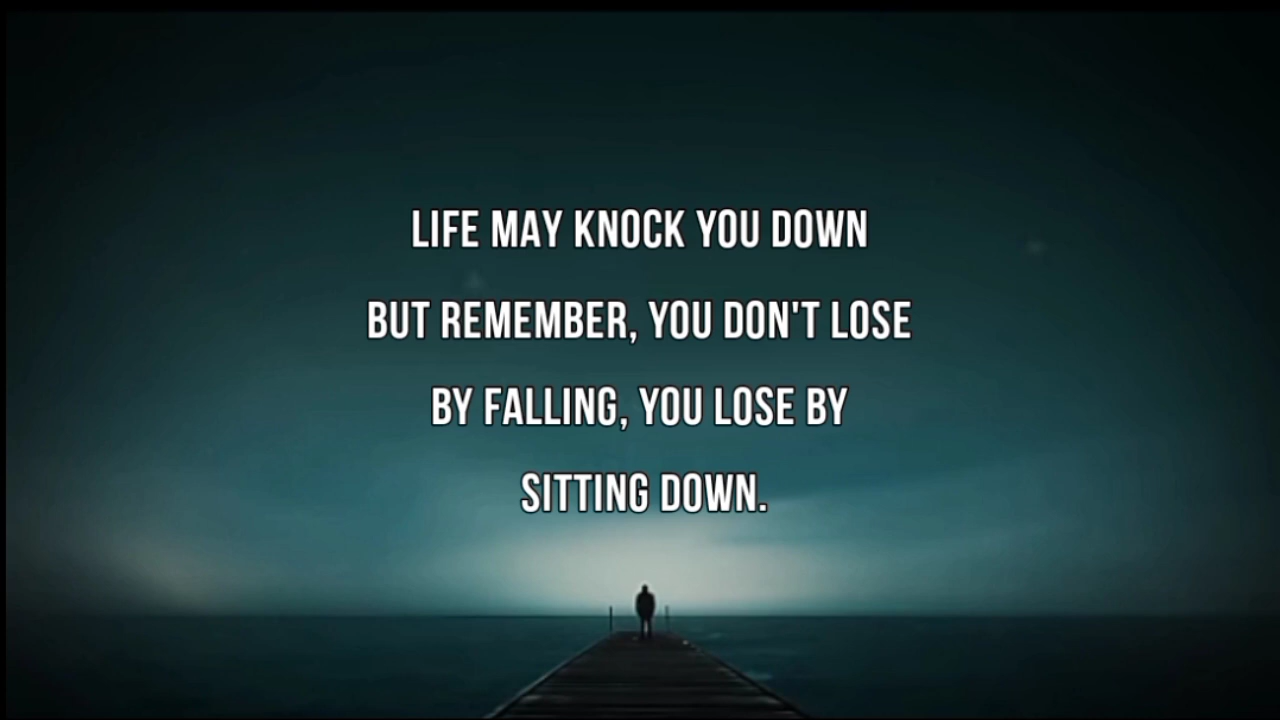 LIFE MAY KNOCK YOU DOWN
BUT REMEMBER, YOU DON'T LOSE
BY FALLING, YOU LOSE BY
SITTING DOWN.